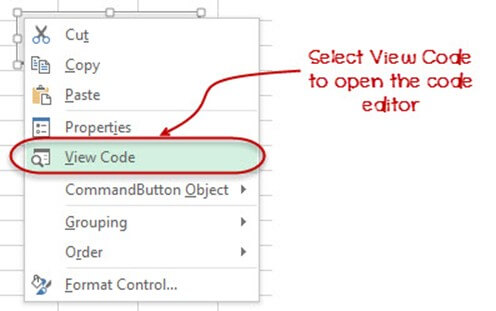 Cut
Copy
Paste
Properties
View Code
CommandButton Object
Grouping
Order
Format Control...
Select View Code
to open the code
editor